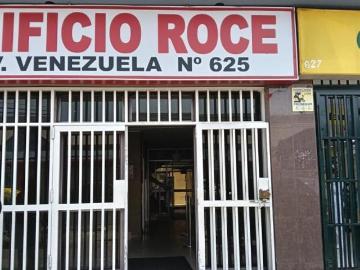 IFICIO ROCE
V. VENEZUELA Nº 625
627